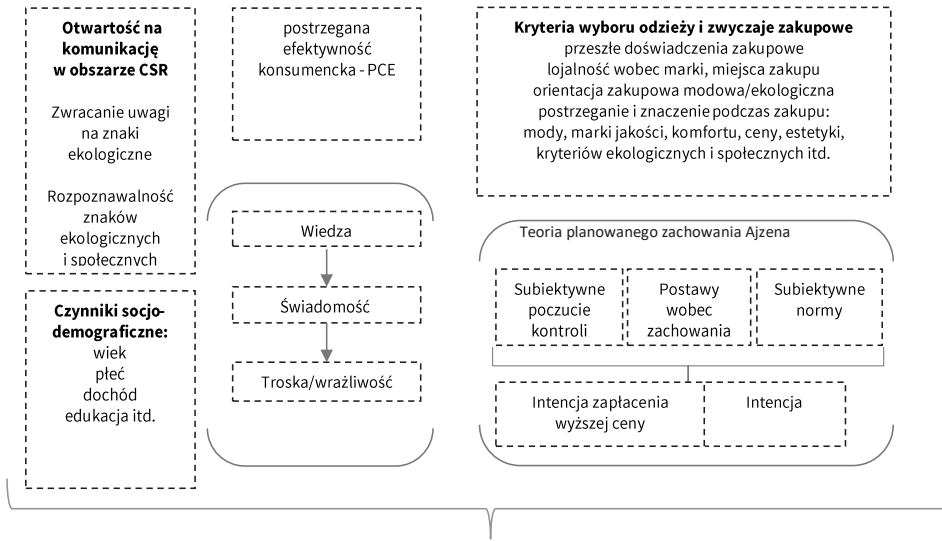 Otwartość na
komunikację
w obszarze CSR
Zwracanie uwagi
na znaki
ekologiczne
Rozpoznawalność
znaków
ekologicznych
i społecznych
Czynniki socjo-
demograficzne:
wiek
płeć
dochód
edukacja itd.
postrzegana
efektywność
konsumencka - PCE
Wiedza
Świadomość
Troska/wrażliwość
Kryteria wyboru odzieży i zwyczaje zakupowe
przeszłe doświadczenia zakupowe
lojalność wobec marki, miejsca zakupu
orientacja zakupowa modowa/ekologiczna
postrzeganie i znaczenie podczas zakupu:
mody, marki jakości, komfortu, ceny, estetyki,
kryteriów ekologicznych i społecznych itd.
Teoria planowanego zachowania Ajzena
Subiektywne
poczucie
kontroli
Postawy
wobec
zachowania
Subiektywne
normy
Intencja zapłacenia
wyższej ceny
Intencja